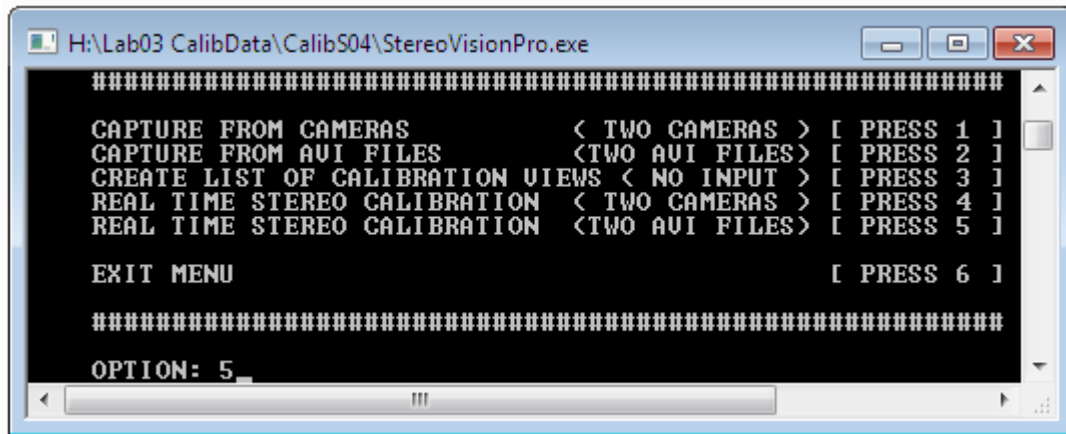 H:\Lab03 CalibData\CalibS04\StereoVisionPro.exe
#########################################################
CAPTURE FROM CAMERAS ( TWO CAMERAS ) [ PRESS 1 ]
CAPTURE FROM AVI FILES (TWO AVI FILES) [ PRESS 2 ]
CREATE LIST OF CALIBRATION VIEWS ( NO INPUT ) [ PRESS 3 ]
REAL TIME STEREO CALIBRATION ( TWO CAMERAS ) [ PRESS 4 ]
REAL TIME STEREO CALIBRATION (TWO AVI FILES) [ PRESS 5 ]
EXIT MENU [ PRESS 6 ]
#########################################################
OPTION: 5_